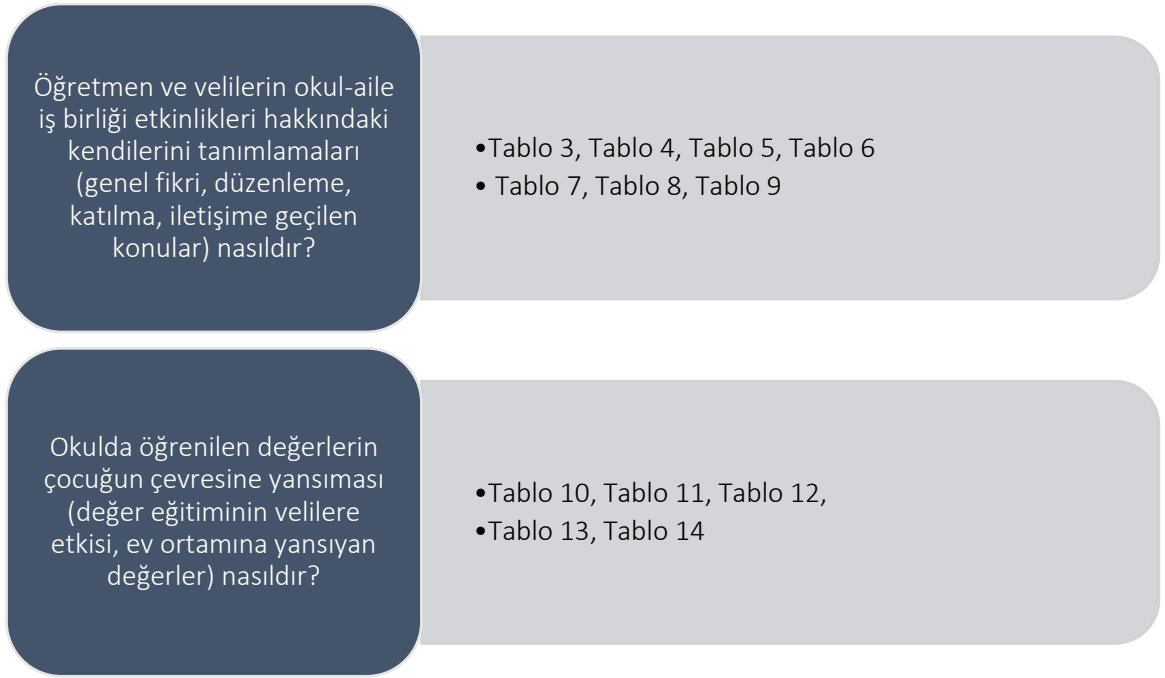 Öğretmen ve velilerin okul-aile
iş birliği etkinlikleri hakkındaki
kendilerini tanımlamaları
(genel fikri, düzenleme,
katılma, iletişime geçilen
konular) nasıldır?
•Tablo 3, Tablo 4, Tablo 5, Tablo 6
• Tablo 7, Tablo 8, Tablo 9
Okulda öğrenilen değerlerin
çocuğun çevresine yansıması
(değer eğitiminin velilere
etkisi, ev ortamına yansıyan
değerler) nasıldır?
•Tablo 10, Tablo 11, Tablo 12,
•Tablo 13, Tablo 14